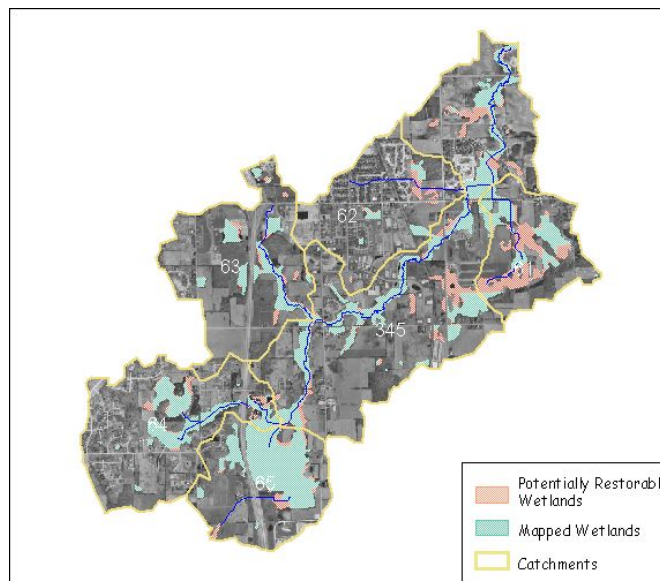 62
63
345
64
65
Potentially Restorabl
Wetlands
Mapped Wetlands
Catchments